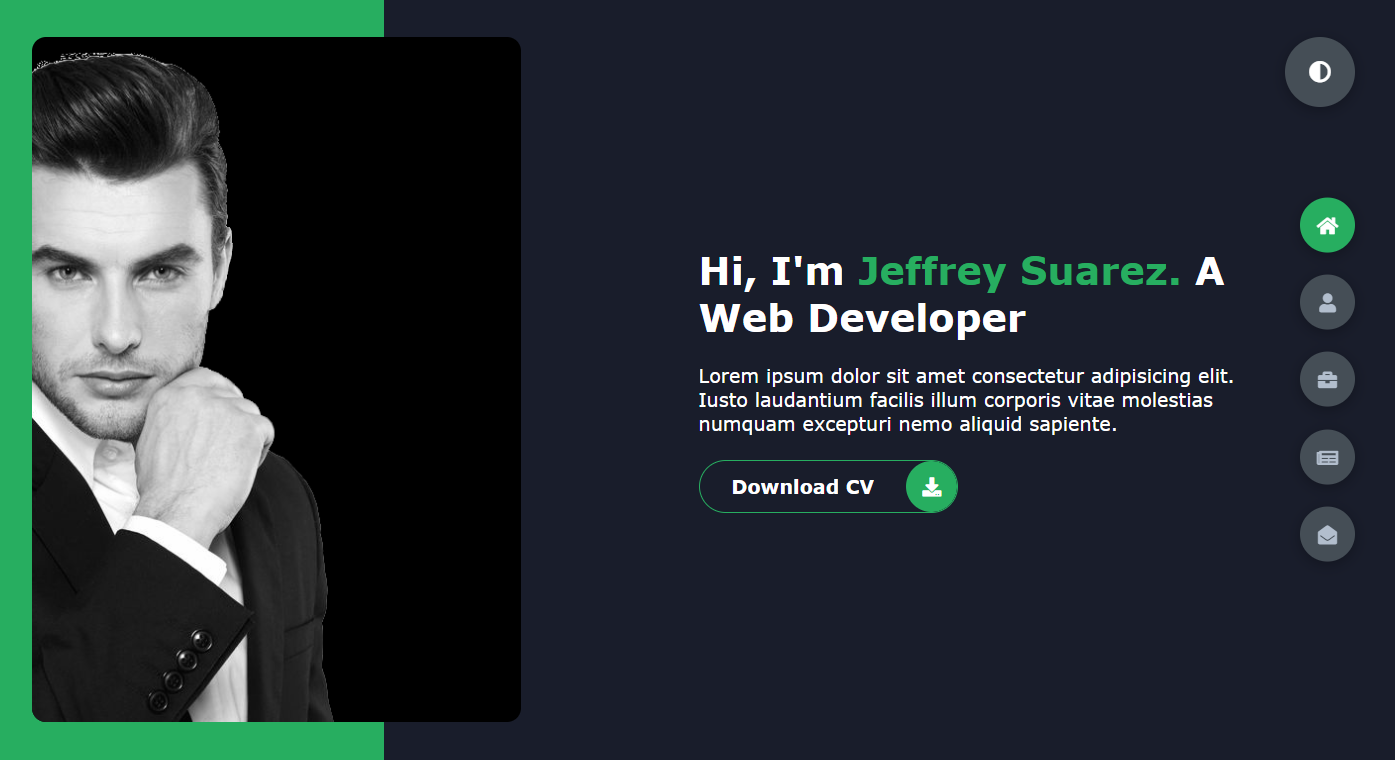 Hi, I'm Jeffrey Suarez. A
Web Developer
Lorem ipsum dolor sit amet consectetur adipisicing elit.
Iusto laudantium facilis illum corporis vitae molestias
numquam excepturi nemo aliquid sapiente.
Download CV